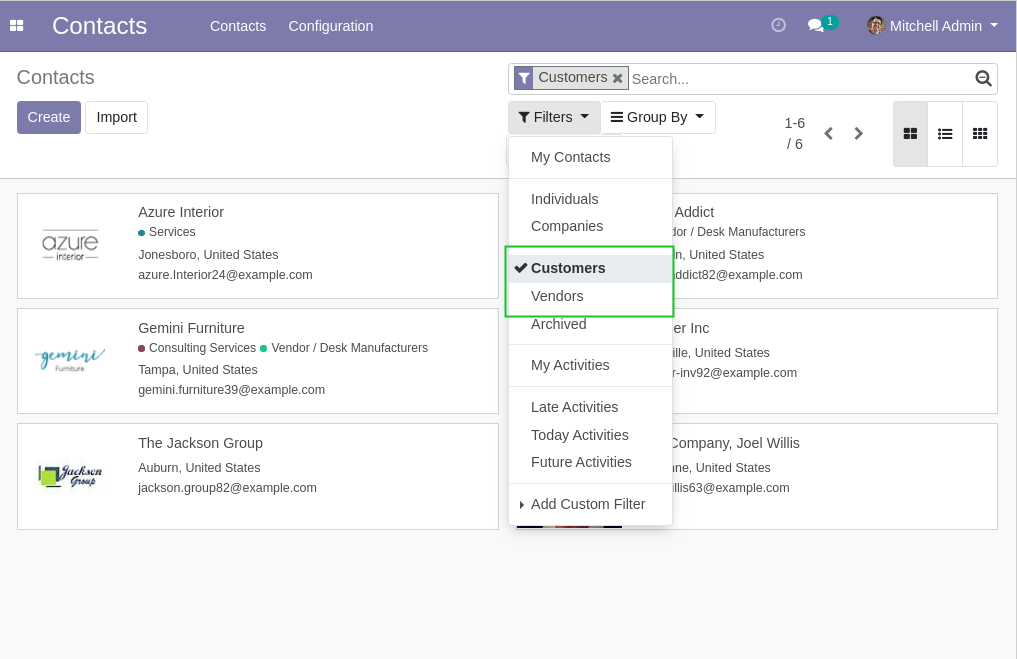 Contacts
Contacts Configuration
1
Mitchell Admin
Contacts
Customers Search...
Create Import
Filters Group By
1-6
/ 6
My Contacts
Individuals
Companies
Customers
Vendors
Archived
My Activities
Late Activities
Today Activities
Future Activities
Add Custom Filter
azure
interior
Azure Interior
Services
Jonesboro, United States
azure.Interior24@example.com
Addict
/ Desk Manufacturers
United States
addict82@example.com
gemini
Furniture
Gemini Furniture
Consulting Services Vendor / Desk Manufacturers
Tampa, United States
gemini.furniture39@example.com
er Inc
ille, United States
r-inv92@example.com
Jackson
Group
The Jackson Group
Auburn, United States
jackson.group82@example.com
Company, Joel Willis
ne, United States
illis63@example.com